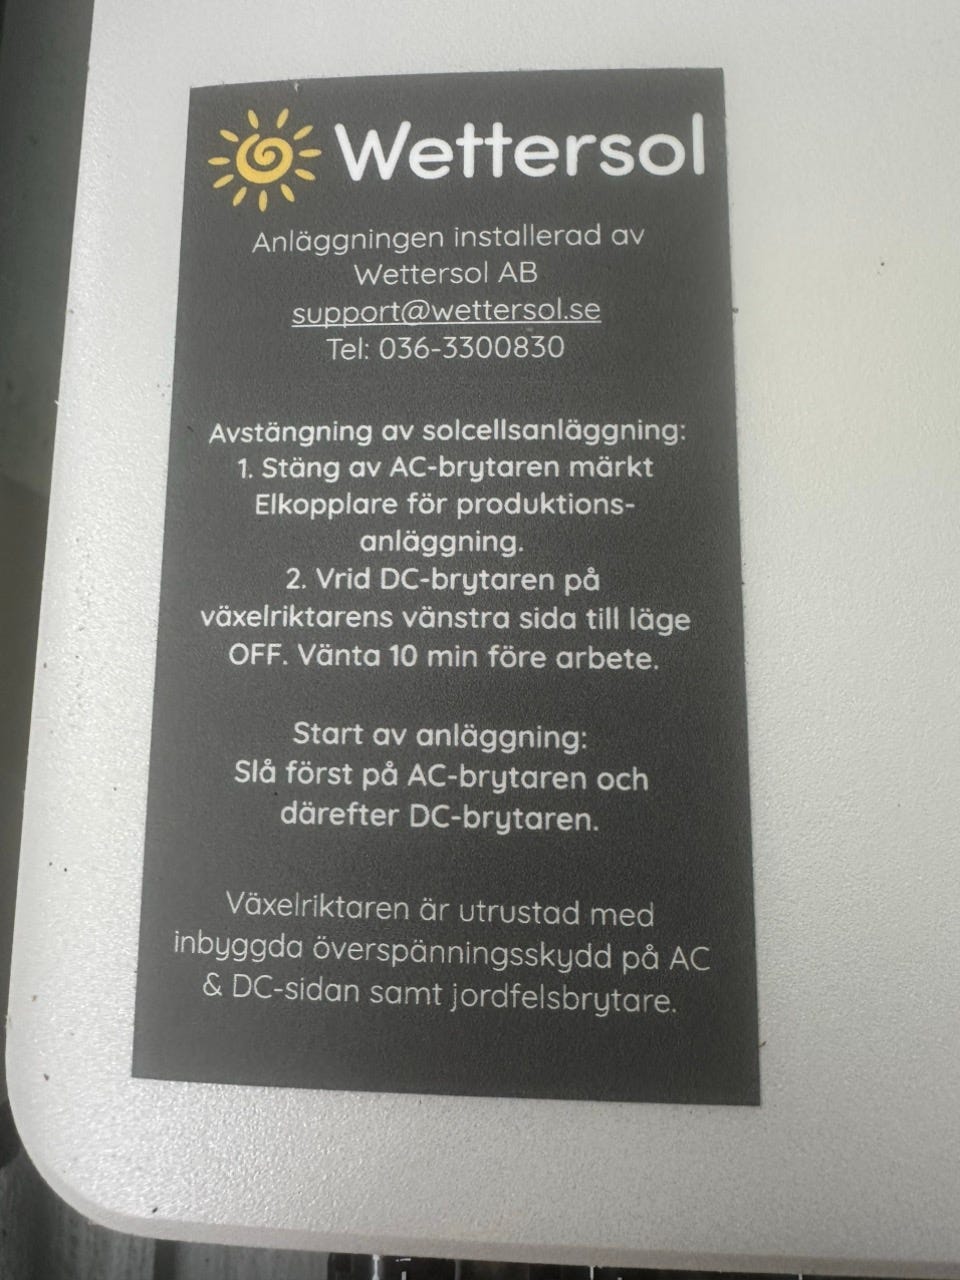 Wettersol
Anläggningen installerad av
Wettersol AB
support@wettersol.se
Tel: 036-3300830
Avstängning av solcellsanläggning:
1. Stäng av AC-brytaren märkt
Elkopplare för produktions-
anläggning.
2. Vrid DC-brytaren på
växelriktarens vänstra sida till läge
OFF. Vänta 10 min före arbete.
Start av anläggning:
Slå först på AC-brytaren och
därefter DC-brytaren.
Växelriktaren är utrustad med
inbyggda överspänningsskydd på AC
& DC-sidan samt jordfelsbrytare.